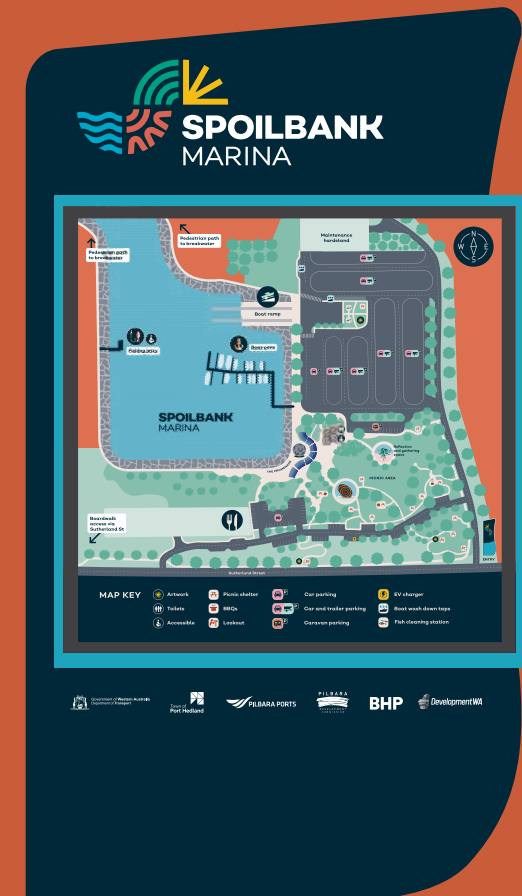 SPOILBANK
MARINA
Pedestrian path
to breakwater
Pedestrian path
to breakwater
Maintenance
hardstand
N
W E
S
Boat ramp
Fishing jetty
Boat pens
SPOILBANK
MARINA
Reflection
and gathering
space
PICNIC AREA
Boardwalk
access via
Sutherland St
ENTRY
Sutherland Street
MAP KEY
Artwork
Toilets
Accessible
Picnic shelter
BBQs
Lookout
Car parking
Car and trailer parking
Caravan parking
EV charger
Boat wash down taps
Fish cleaning station
Government of Western Australia
Department of Transport
Town of
Port Hedland
PILBARA PORTS
PILBARA
DEVELOPMENT
COMMISSION
BHP
DevelopmentWA